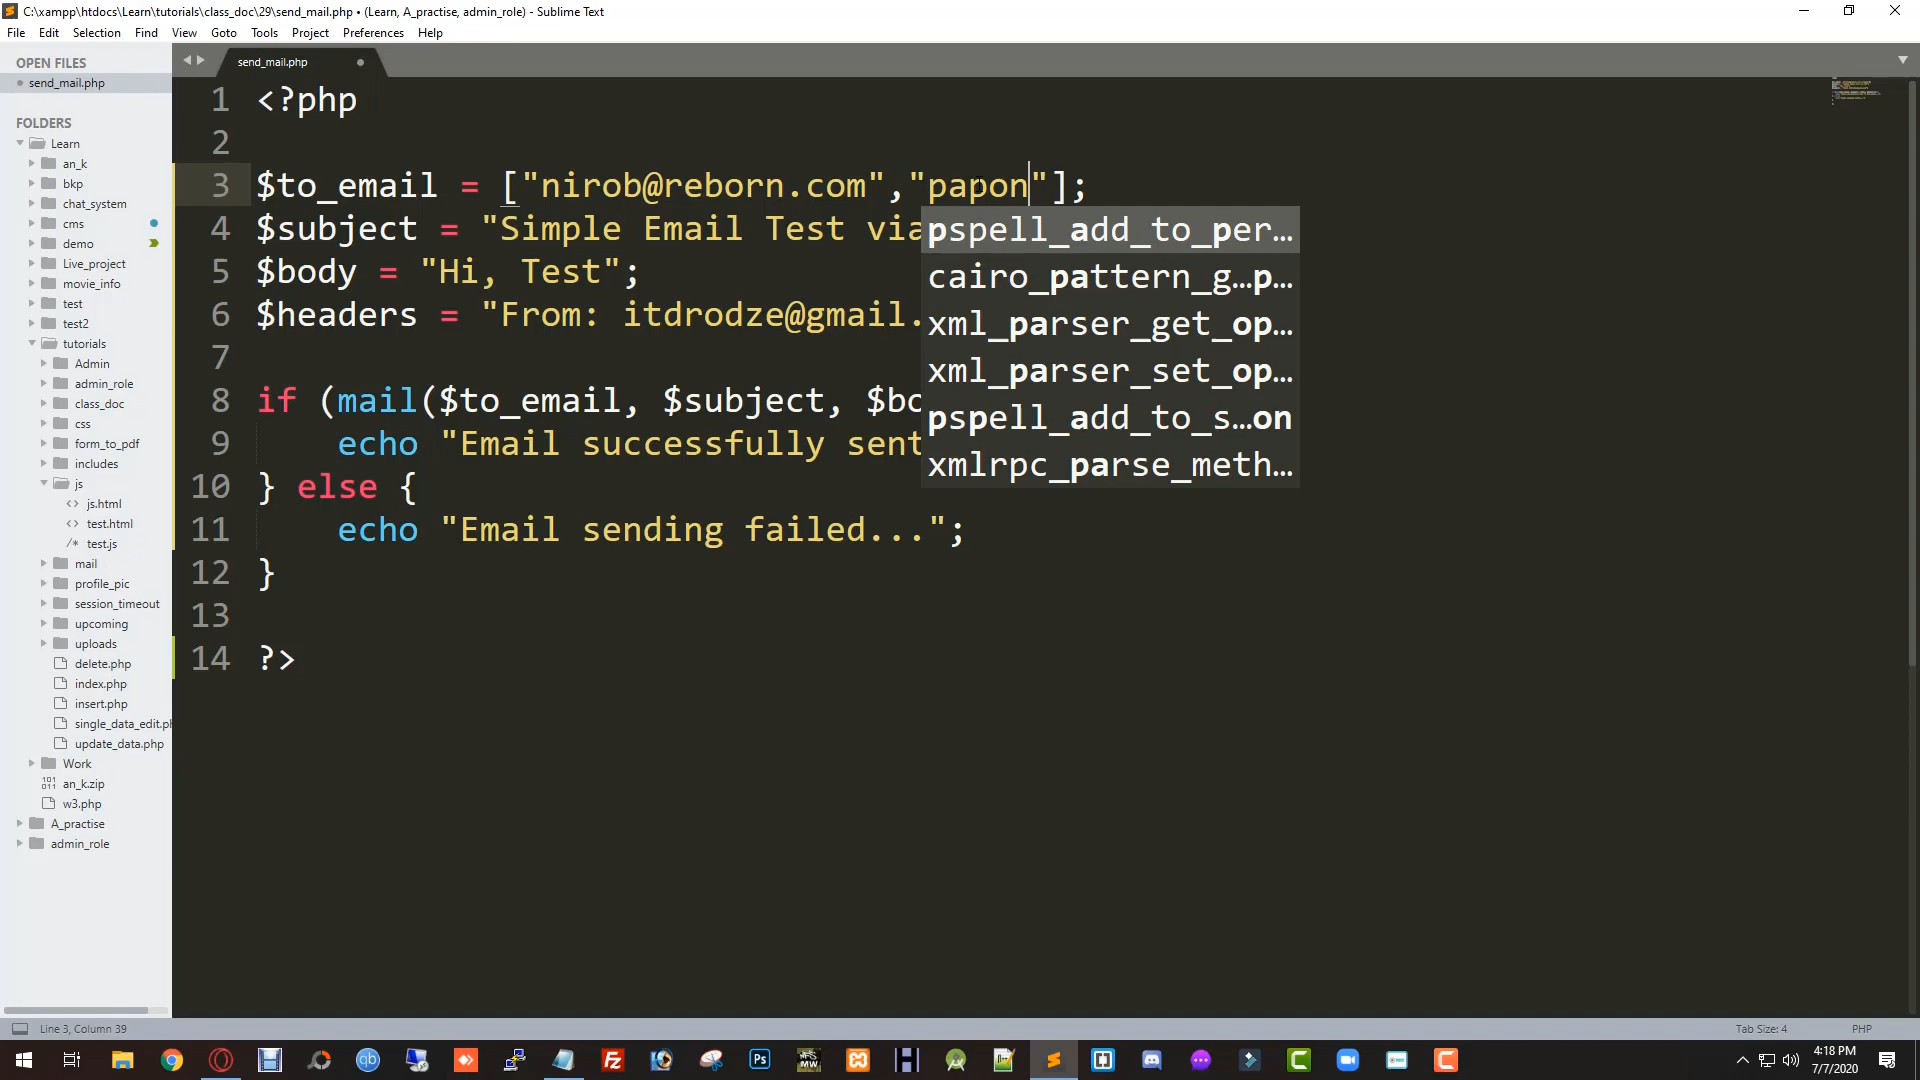 C:\xampp\htdocs\Learn\tutorials\class_doc\29\send_mail.php • (Learn, A_practise, admin_role) - Sublime Text
File Edit Selection Find View Goto Tools Project Preferences Help
OPEN FILES
send_mail.php
FOLDERS
Learn
an_k
bkp
chat_system
cms
demo
Live_project
movie_info
test
test2
tutorials
Admin
admin_role
class_doc
css
form_to_pdf
includes
js
<> js.html
<> test.html
/* test.js
mail
profile_pic
session_timeout
upcoming
uploads
delete.php
index.php
insert.php
single_data_edit.ph
update_data.php
Work
an_k.zip
w3.php
A_practise
admin_role
send_mail.php
1 <?php
2
3 $to_email = ["nirob@reborn.com","papon"];
4 $subject = "Simple Email Test via
5 $body = "Hi, Test";
6 $headers = "From: itdrodze@gmail.
7
8 if (mail($to_email, $subject, $bo
9 echo "Email successfully sent
10 } else {
11 echo "Email sending failed...";
12 }
13
14 ?>
pspell_add_to_per…
cairo_pattern_g…p…
xml_parser_get_op…
xml_parser_set_op…
pspell_add_to_s…on
xmlrpc_parse_meth…
Line 3, Column 39
Tab Size: 4
PHP
4:18 PM
7/7/2020